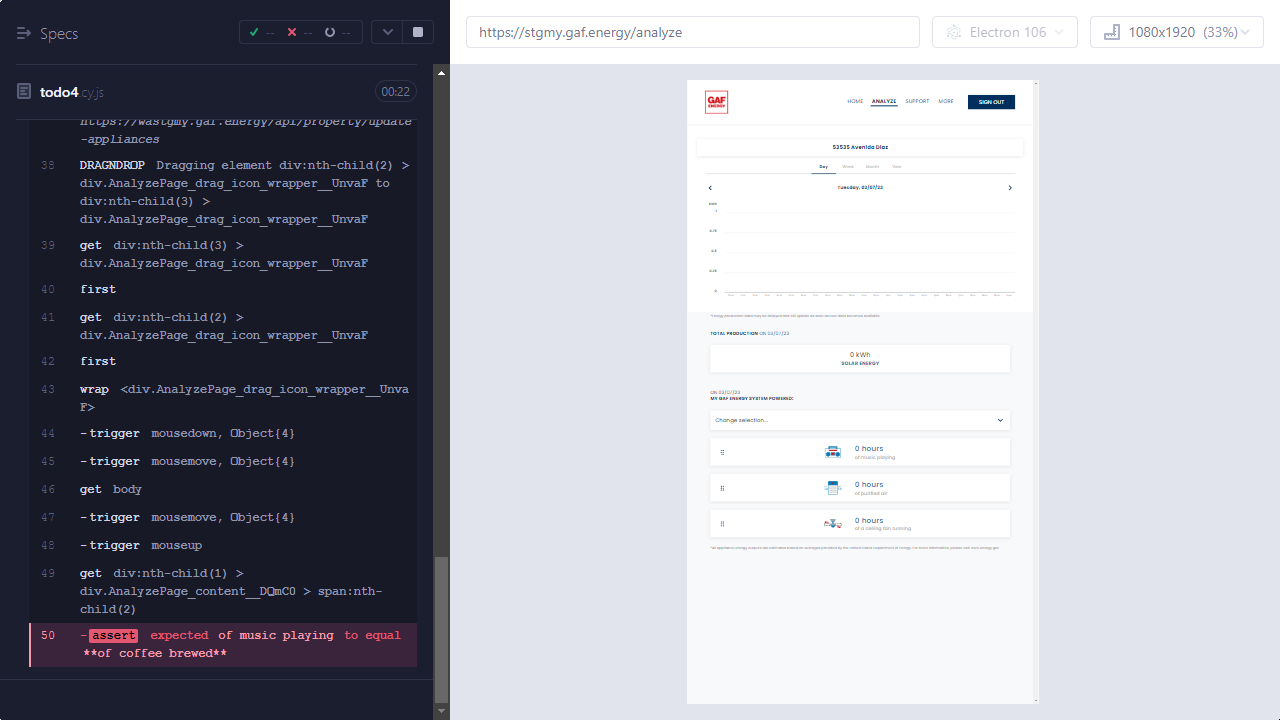 Specs
--
--
--
https://stgmy.gaf.energy/analyze
Electron 106
1080x1920 (33%)
todo4.cy.js
00:22
https://wastgmy.gaf.energy/api/property/update
-appliances
38 DRAGNDROP Dragging element div:nth-child(2) >
div.AnalyzePage_drag_icon_wrapper__UnvaF to
div:nth-child(3) >
div.AnalyzePage_drag_icon_wrapper__UnvaF
39 get div:nth-child(3) >
div.AnalyzePage_drag_icon_wrapper__UnvaF
40 first
41 get div:nth-child(2) >
div.AnalyzePage_drag_icon_wrapper__UnvaF
42 first
43 wrap <div.AnalyzePage_drag_icon_wrapper__Unva
F>
44 -trigger mousedown, Object{4}
45 -trigger mousemove, Object{4}
46 get body
47 -trigger mousemove, Object{4}
48 -trigger mouseup
49 get div:nth-child(1) >
div.AnalyzePage_content__DQmC0 > span:nth-
child(2)
50 -assert expected of music playing to equal
**of coffee brewed**
GAF
ENERGY
HOME ANALYZE SUPPORT MORE SIGN OUT
53535 Avenida Diaz
Day Week Month Year
Tuesday, 03/07/23
kWh
1
0.75
0.5
0.25
0
TOTAL PRODUCTION ON 03/07/23
0 kWh
SOLAR ENERGY
ON 03/07/23
MY GAF ENERGY SYSTEM POWERED:
Change selection...
0 hours
of music playing
0 hours
of purified air
0 hours
of a ceiling fan running